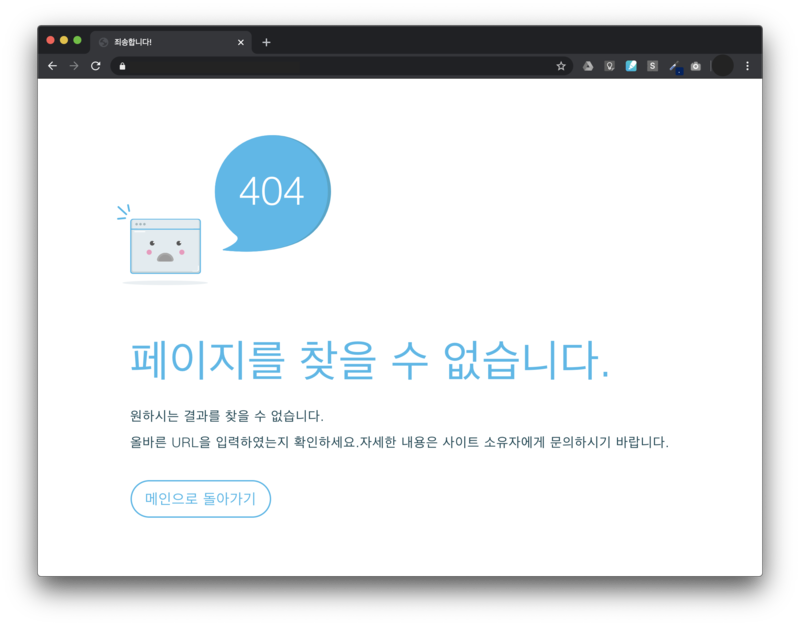 죄송합니다!
S
404
페이지를 찾을 수 없습니다.
원하시는 결과를 찾을 수 없습니다.
올바른 URL을 입력하였는지 확인하세요.자세한 내용은 사이트 소유자에게 문의하시기 바랍니다.
메인으로 돌아가기